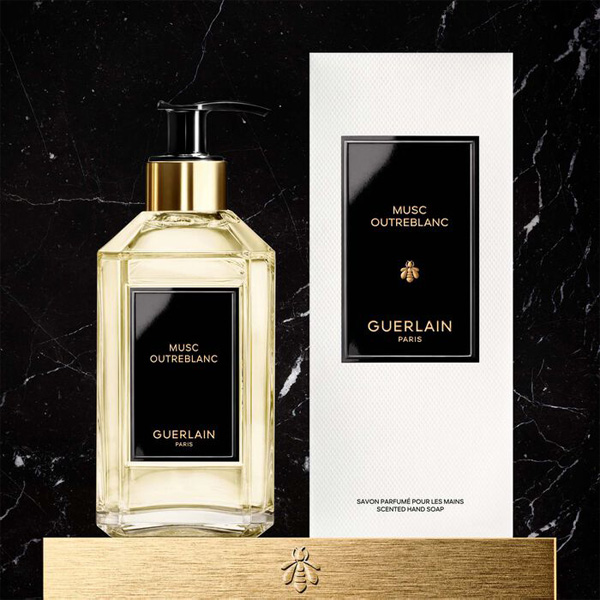 MUSC
OUTREBLANC
GUERLAIN
PARIS
MUSC
OUTREBLANC
GUERLAIN
PARIS
SAVON PARFUMÉ POUR LES MAINS
SCENTED HAND SOAP